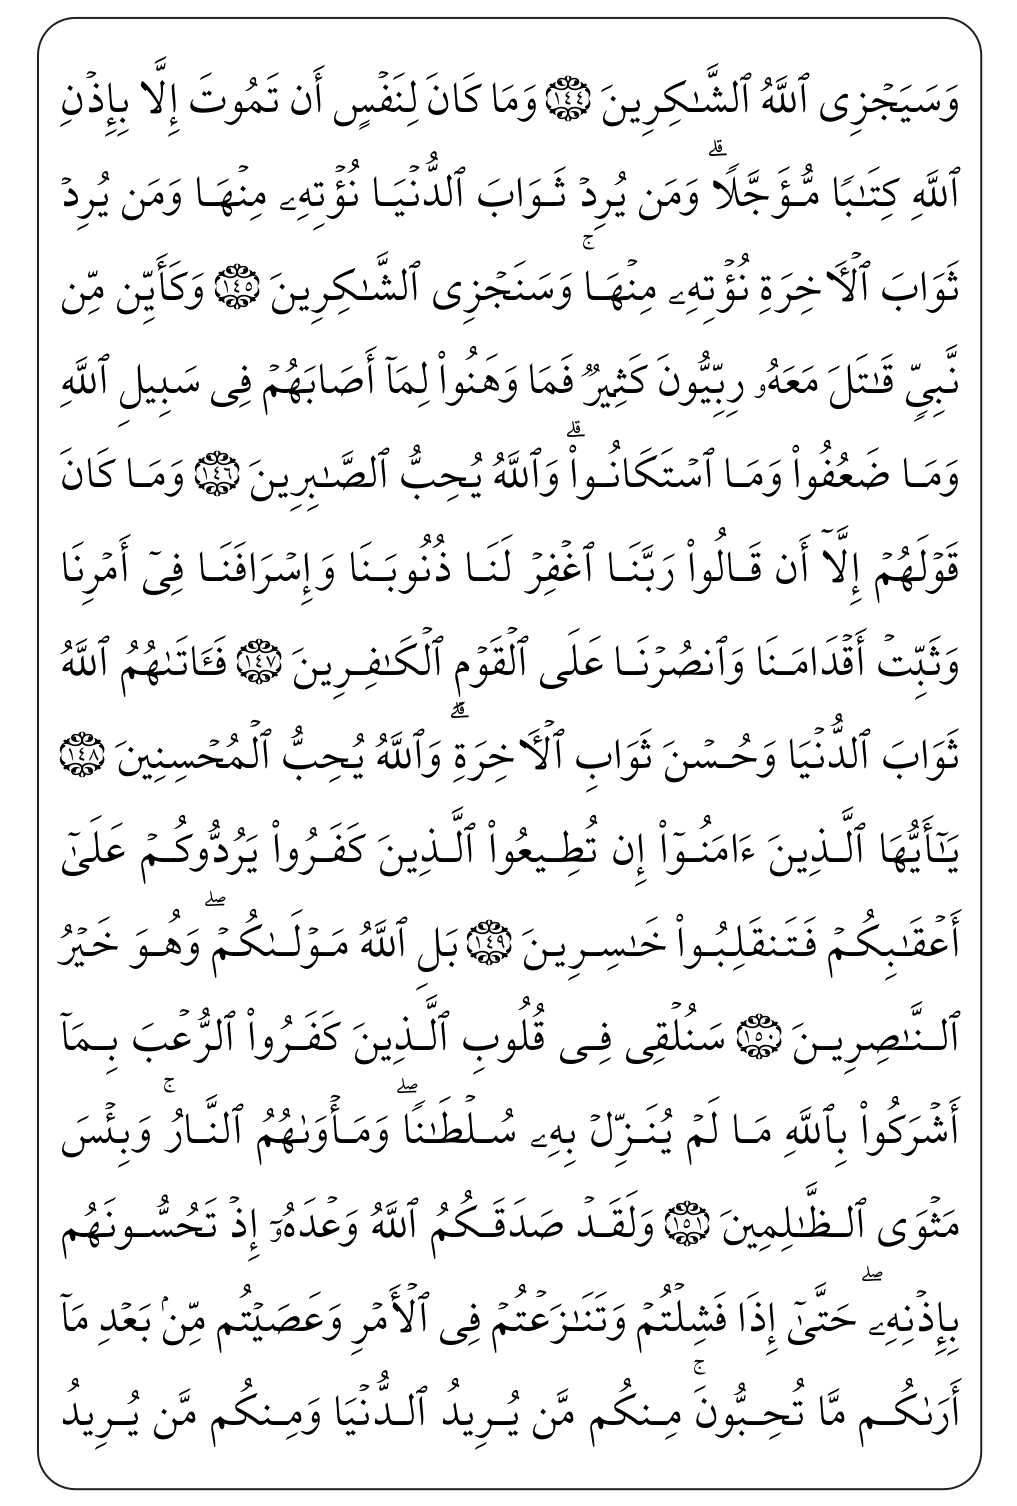 وَسَيَجْزِى ٱللَّهُ ٱلشَّـٰكِرِينَ ١٤٤ وَمَا كَانَ لِنَفْسٍ أَن تَمُوتَ إِلَّا بِإِذْنِ
ٱللَّهِ كِتَـٰبًا مُّؤَجَّلًا ۗ وَمَن يُرِدْ ثَوَابَ ٱلدُّنْيَا نُؤْتِهِۦ مِنْهَا وَمَن يُرِدْ
ثَوَابَ ٱلْـَٔاخِرَةِ نُؤْتِهِۦ مِنْهَا ۚ وَسَنَجْزِى ٱلشَّـٰكِرِينَ ١٤٥ وَكَأَيِّن مِّن
نَّبِىٍّ قَـٰتَلَ مَعَهُۥ رِبِّيُّونَ كَثِيرٌ فَمَا وَهَنُوا۟ لِمَآ أَصَابَهُمْ فِى سَبِيلِ ٱللَّهِ
وَمَا ضَعُفُوا۟ وَمَا ٱسْتَكَانُوا۟ ۗ وَٱللَّهُ يُحِبُّ ٱلصَّـٰبِرِينَ ١٤٦ وَمَا كَانَ
قَوْلَهُمْ إِلَّآ أَن قَالُوا۟ رَبَّنَا ٱغْفِرْ لَنَا ذُنُوبَنَا وَإِسْرَافَنَا فِىٓ أَمْرِنَا
وَثَبِّتْ أَقْدَامَنَا وَٱنصُرْنَا عَلَى ٱلْقَوْمِ ٱلْكَـٰفِرِينَ ١٤٧ فَـَٔاتَىٰهُمُ ٱللَّهُ
ثَوَابَ ٱلدُّنْيَا وَحُسْنَ ثَوَابِ ٱلْـَٔاخِرَةِ ۗ وَٱللَّهُ يُحِبُّ ٱلْمُحْسِنِينَ ١٤٨
يَـٰٓأَيُّهَا ٱلَّذِينَ ءَامَنُوٓا۟ إِن تُطِيعُوا۟ ٱلَّذِينَ كَفَرُوا۟ يَرُدُّوكُمْ عَلَىٰٓ
أَعْقَـٰبِكُمْ فَتَنقَلِبُوا۟ خَـٰسِرِينَ ١٤٩ بَلِ ٱللَّهُ مَوْلَىٰكُمْ ۖ وَهُوَ خَيْرُ
ٱلنَّـٰصِرِينَ ١٥٠ سَنُلْقِى فِى قُلُوبِ ٱلَّذِينَ كَفَرُوا۟ ٱلرُّعْبَ بِمَآ
أَشْرَكُوا۟ بِٱللَّهِ مَا لَمْ يُنَزِّلْ بِهِۦ سُلْطَـٰنًا ۖ وَمَأْوَىٰهُمُ ٱلنَّارُ ۚ وَبِئْسَ
مَثْوَى ٱلظَّـٰلِمِينَ ١٥١ وَلَقَدْ صَدَقَكُمُ ٱللَّهُ وَعْدَهُۥٓ إِذْ تَحُسُّونَهُم
بِإِذْنِهِۦ ۖ حَتَّىٰٓ إِذَا فَشِلْتُمْ وَتَنَـٰزَعْتُمْ فِى ٱلْأَمْرِ وَعَصَيْتُم مِّنۢ بَعْدِ مَآ
أَرَىٰكُم مَّا تُحِبُّونَ ۚ مِنكُم مَّن يُرِيدُ ٱلدُّنْيَا وَمِنكُم مَّن يُرِيدُ